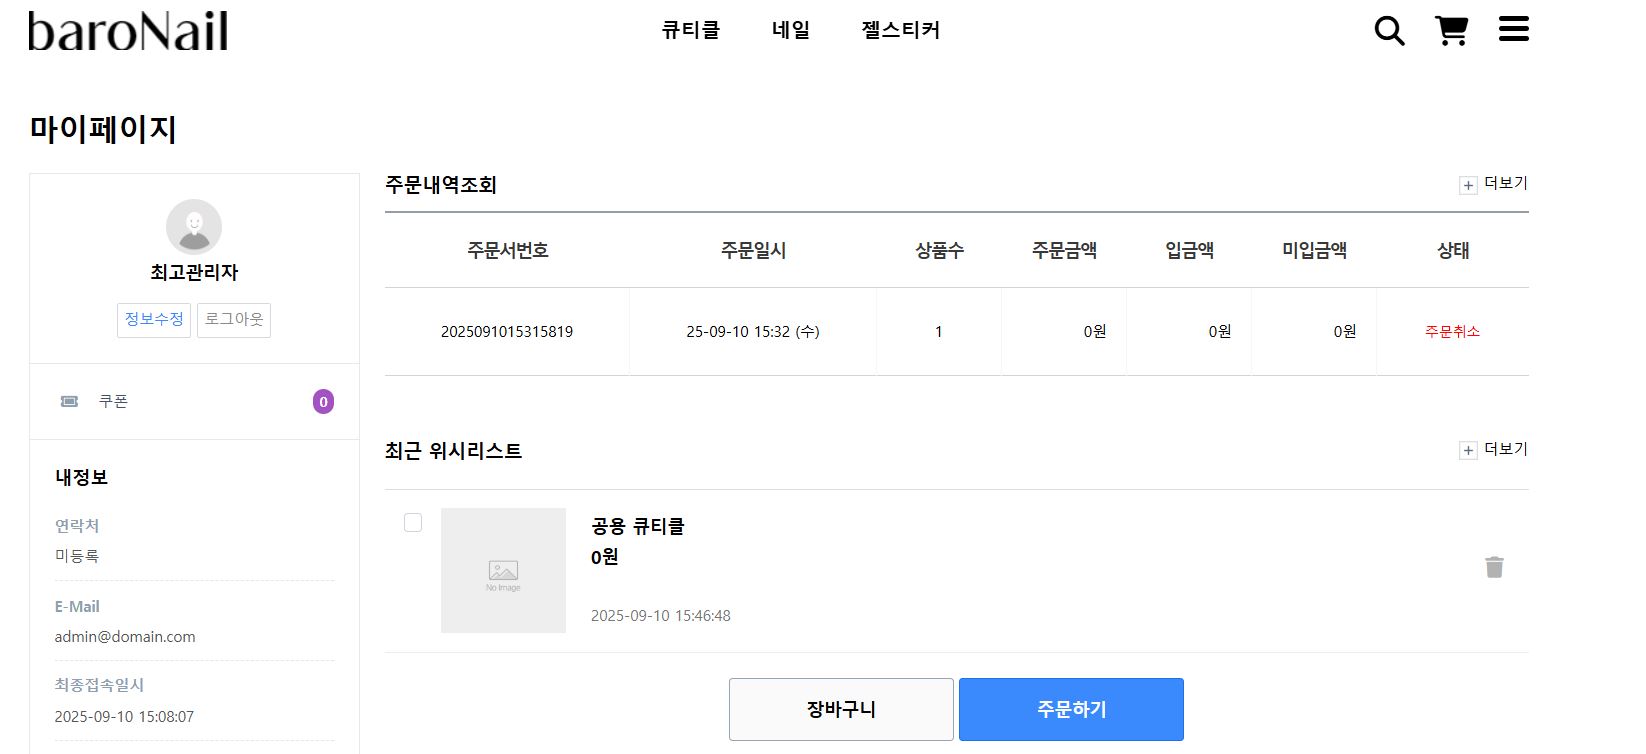 baroNail
큐티클 네일 젤스티커
마이페이지
최고관리자
정보수정 로그아웃
쿠폰 0
내정보
연락처
미등록
E-Mail
admin@domain.com
최종접속일시
2025-09-10 15:08:07
주문내역조회
+ 더보기
주문서번호 주문일시 상품수 주문금액 입금액 미입금액 상태
2025091015315819 25-09-10 15:32 (수) 1 0원 0원 0원 주문취소
최근 위시리스트
+ 더보기
No Image
공용 큐티클
0원
2025-09-10 15:46:48
장바구니 주문하기